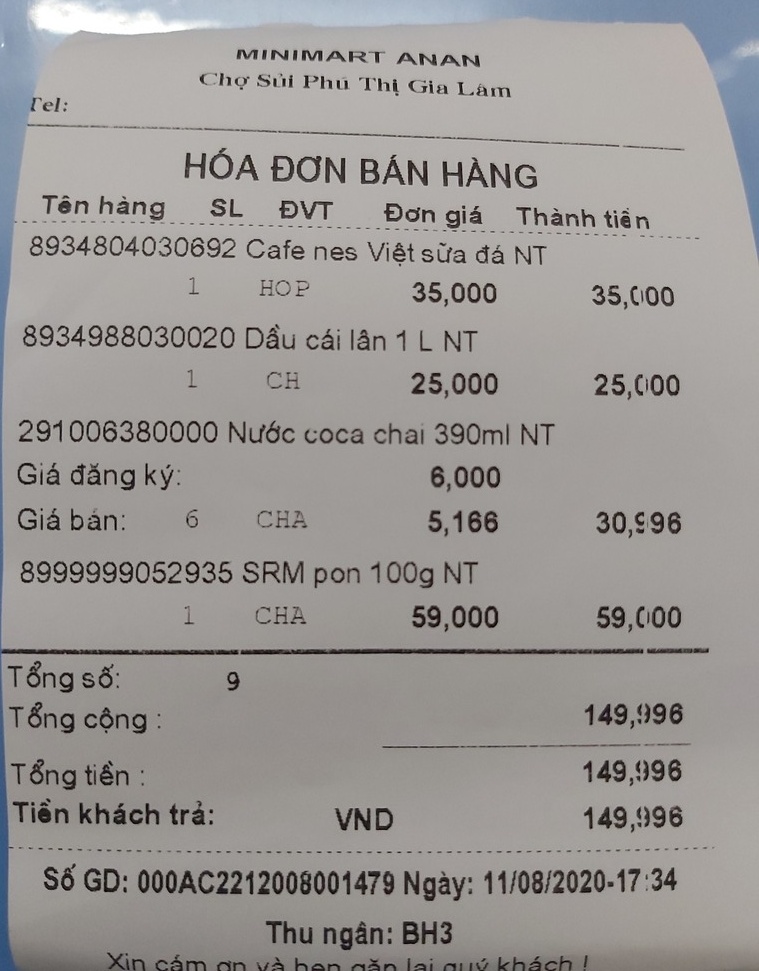 MINIMART ANAN
Chợ Sủi Phú Thị Gia Lâm
Tel:
HÓA ĐƠN BÁN HÀNG
Tên hàng SL ĐVT Đơn giá Thành tiền
8934804030692 Cafe nes Việt sữa đá NT
1 HOP 35,000 35,000
8934988030020 Dầu cái lân 1 L NT
1 CH 25,000 25,000
291006380000 Nước coca chai 390ml NT
Giá đăng ký: 6,000
Giá bán: 6 CHA 5,166 30,996
8999999052935 SRM pon 100g NT
1 CHA 59,000 59,000
Tổng số: 9
Tổng cộng : 149,996
Tổng tiền : 149,996
Tiền khách trả: VND 149,996
Số GD: 000AC2212008001479 Ngày: 11/08/2020-17:34
Thu ngân: BH3
Xin cám ơn và hẹn gặp lại quý khách !